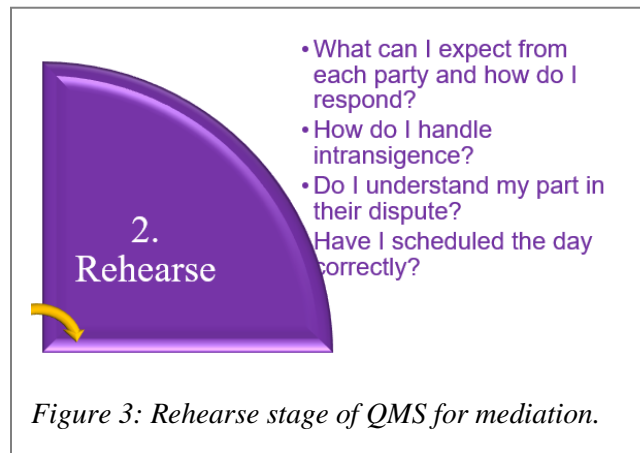 • What can I expect from
each party and how do I
respond?
• How do I handle
intransigence?
• Do I understand my part in
their dispute?
Have I scheduled the day
correctly?
2.
Rehearse
Figure 3: Rehearse stage of QMS for mediation.